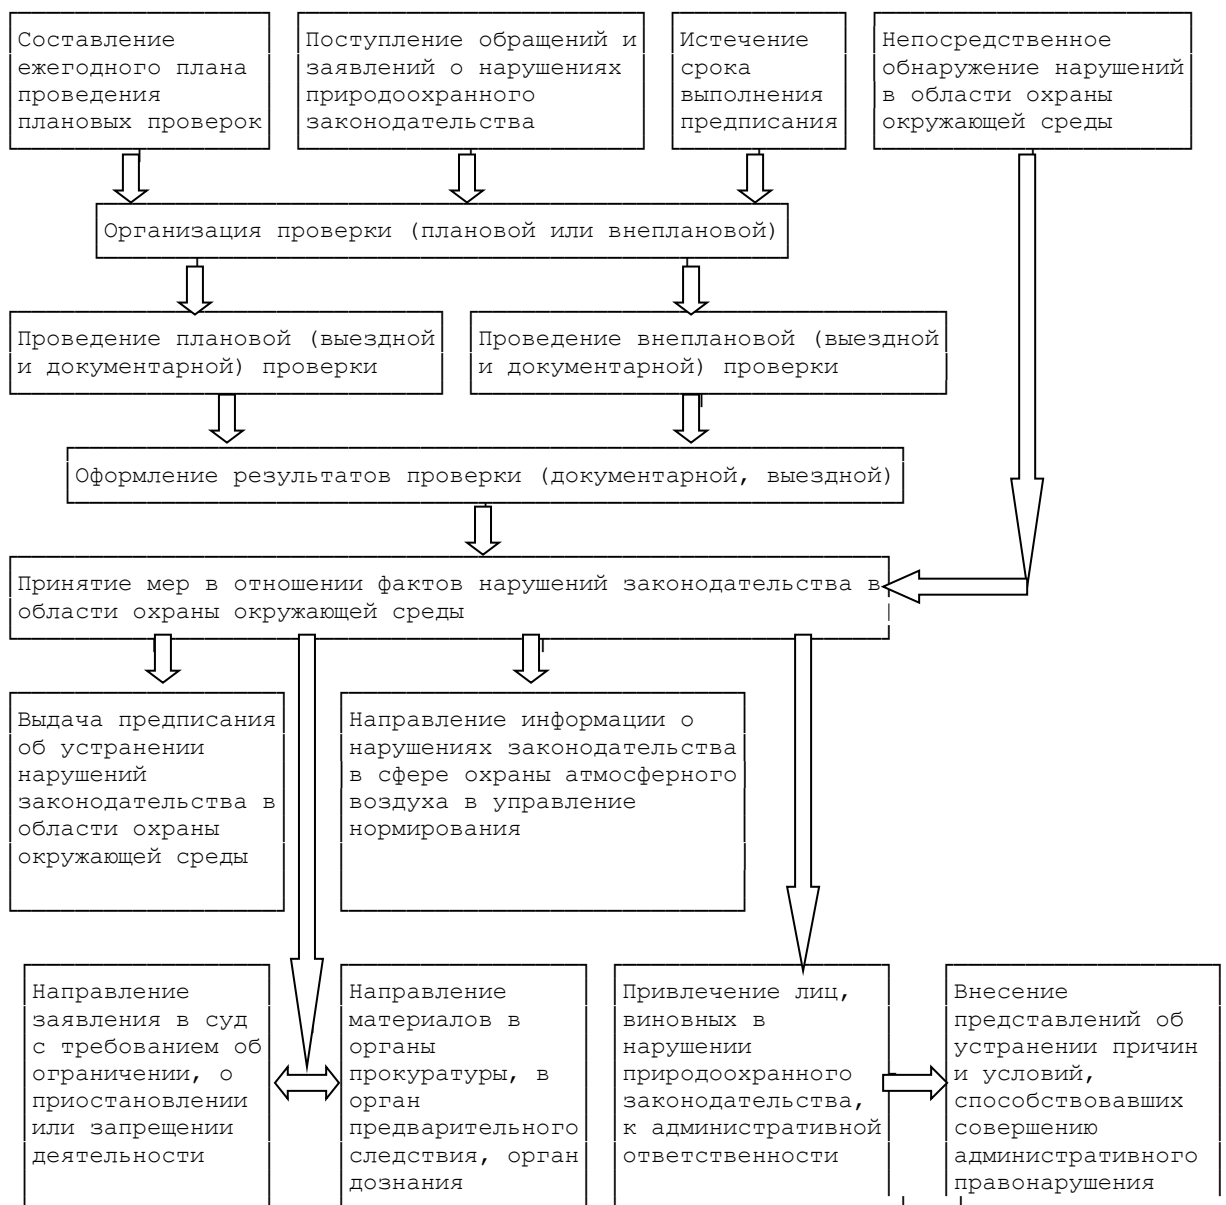 Составление
ежегодного плана
проведения
плановых проверок
Поступление обращений и
заявлений о нарушениях
природоохранного
законодательства
Истечение
срока
выполнения
предписания
Непосредственное
обнаружение нарушений
в области охраны
окружающей среды
Организация проверки (плановой или внеплановой)
Проведение плановой (выездной
и документарной) проверки
Проведение внеплановой (выездной
и документарной) проверки
Оформление результатов проверки (документарной, выездной)
Принятие мер в отношении фактов нарушений законодательства в
области охраны окружающей среды
Выдача предписания
об устранении
нарушений
законодательства в
области охраны
окружающей среды
Направление информации о
нарушениях законодательства
в сфере охраны атмосферного
воздуха в управление
нормирования
Направление
заявления в суд
с требованием об
ограничении, о
приостановлении
или запрещении
деятельности
Направление
материалов в
органы
прокуратуры, в
орган
предварительного
следствия, орган
дознания
Привлечение лиц,
виновных в
нарушении
природоохранного
законодательства,
к административной
ответственности
Внесение
представлений об
устранении причин
и условий,
способствовавших
совершению
административного
правонарушения